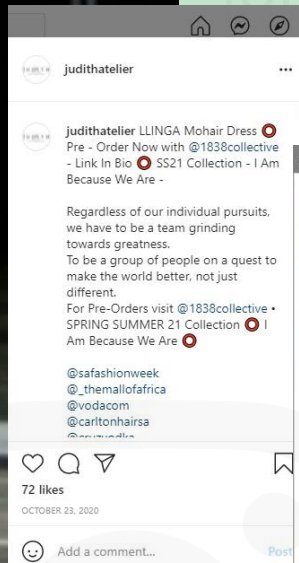 judithatelier
judithatelier LLINGA Mohair Dress ⭕
Pre - Order Now with @1838collective
- Link In Bio ⭕ SS21 Collection - I Am
Because We Are -
Regardless of our individual pursuits,
we have to be a team grinding
towards greatness.
To be a group of people on a quest to
make the world better, not just
different.
For Pre-Orders visit @1838collective •
SPRING SUMMER 21 Collection ⭕ I
Am Because We Are ⭕
@safashionweek
@_themallofafrica
@vodacom
@carltonhairsa
72 likes
OCTOBER 23, 2020
Add a comment...
Post